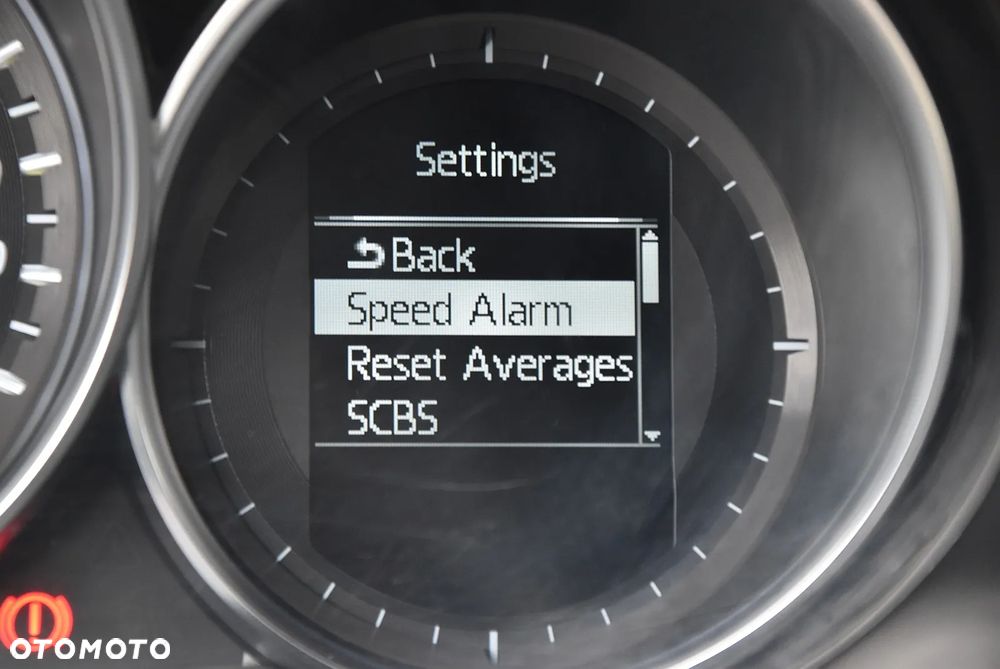 Settings
Back
Speed Alarm
Reset Averages
SCBS
OTOMOTO